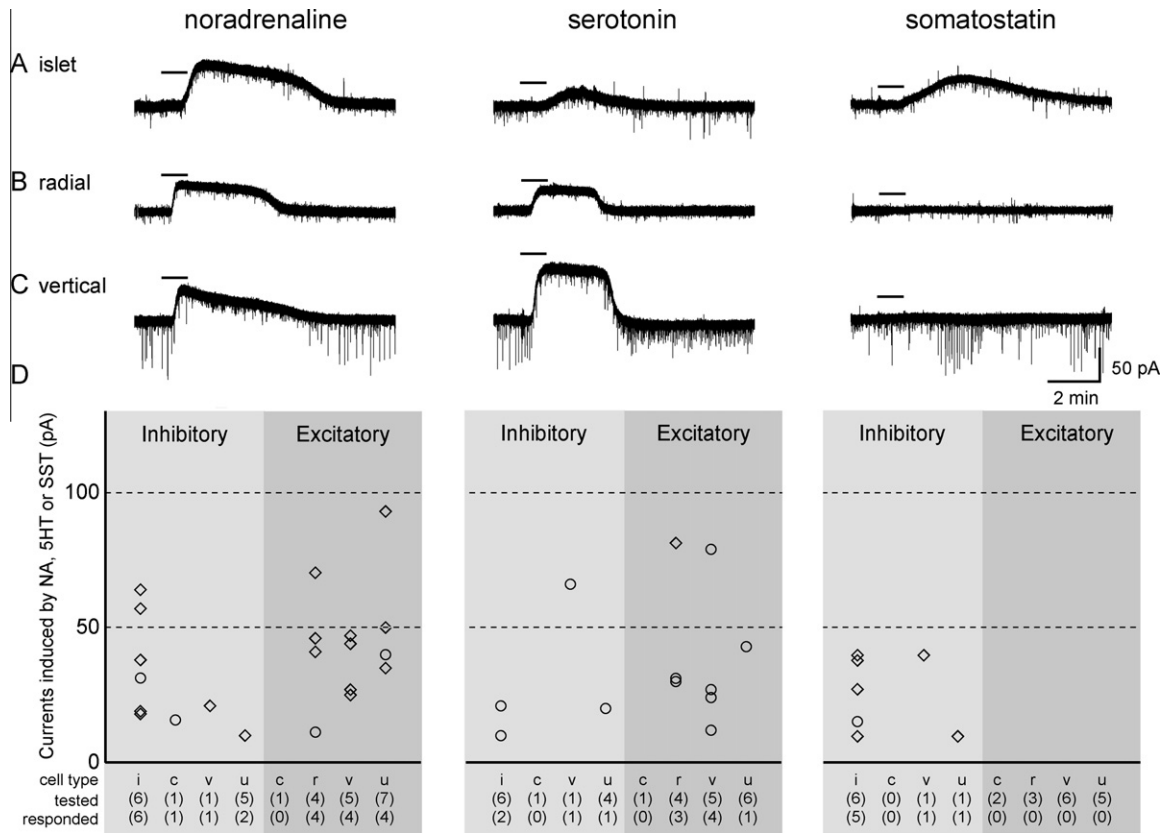 noradrenaline serotonin somatostatin
A islet
B radial
C vertical
50 pA
2 min
D
Currents induced by NA, 5HT or SST (pA)
Inhibitory Excitatory Inhibitory Excitatory Inhibitory Excitatory
100
50
0
cell type i c v u c r v u i c v u c r v u i c v u c r v u
tested (6) (1) (1) (5) (1) (4) (5) (7) (6) (1) (1) (4) (1) (4) (5) (6) (6) (0) (1) (1) (2) (3) (6) (5)
responded (6) (1) (1) (2) (0) (4) (4) (4) (2) (0) (1) (1) (0) (3) (4) (1) (5) (0) (1) (1) (0) (0) (0) (0)